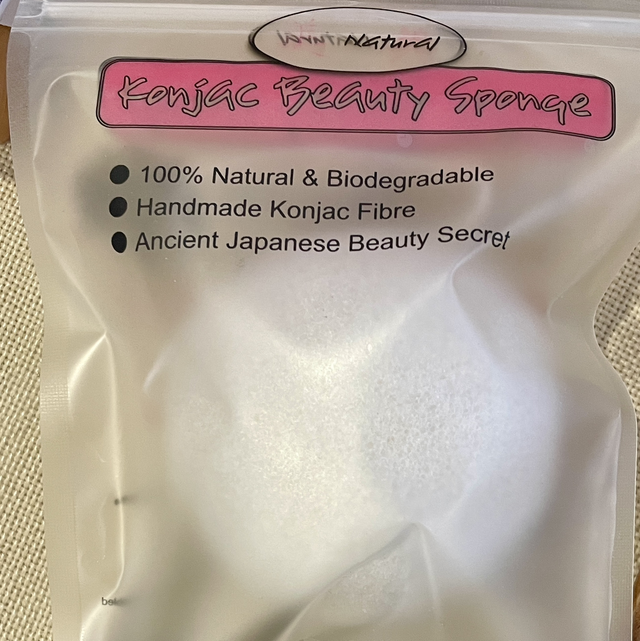 Natural
Konjac Beauty Sponge
100% Natural & Biodegradable
Handmade Konjac Fibre
Ancient Japanese Beauty Secret